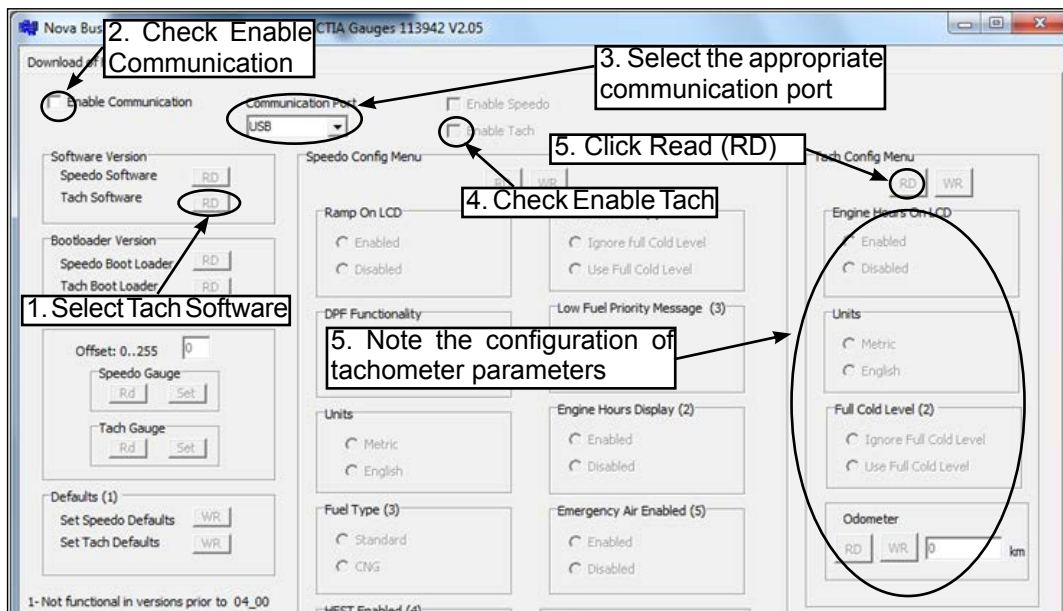 Nova Bus
CTIA Gauges 113942 V2.05
2. Check Enable
Communication
Download of
3. Select the appropriate
communication port
Enable Communication
Communication Port
USB
Enable Speedo
Enable Tach
5. Click Read (RD)
4. Check Enable Tach
Software Version
Speedo Software RD
Tach Software RD
Bootloader Version
Speedo Boot Loader RD
Tach Boot Loader RD
1. Select Tach Software
Offset: 0..255 0
Speedo Gauge
Rd Set
Tach Gauge
Rd Set
Defaults (1)
Set Speedo Defaults WR
Set Tach Defaults WR
1- Not functional in versions prior to 04_00
Speedo Config Menu
WR
Ramp On LCD
Enabled
Disabled
Ignore full Cold Level
Use Full Cold Level
DPF Functionality
Low Fuel Priority Message (3)
5. Note the configuration of
tachometer parameters
Units
Metric
English
Engine Hours Display (2)
Enabled
Disabled
Fuel Type (3)
Standard
CNG
Emergency Air Enabled (5)
Enabled
Disabled
HEST Enabled (4)
Tach Config Menu
RD WR
Engine Hours On LCD
Enabled
Disabled
Units
Metric
English
Full Cold Level (2)
Ignore Full Cold Level
Use Full Cold Level
Odometer
RD WR 0 km